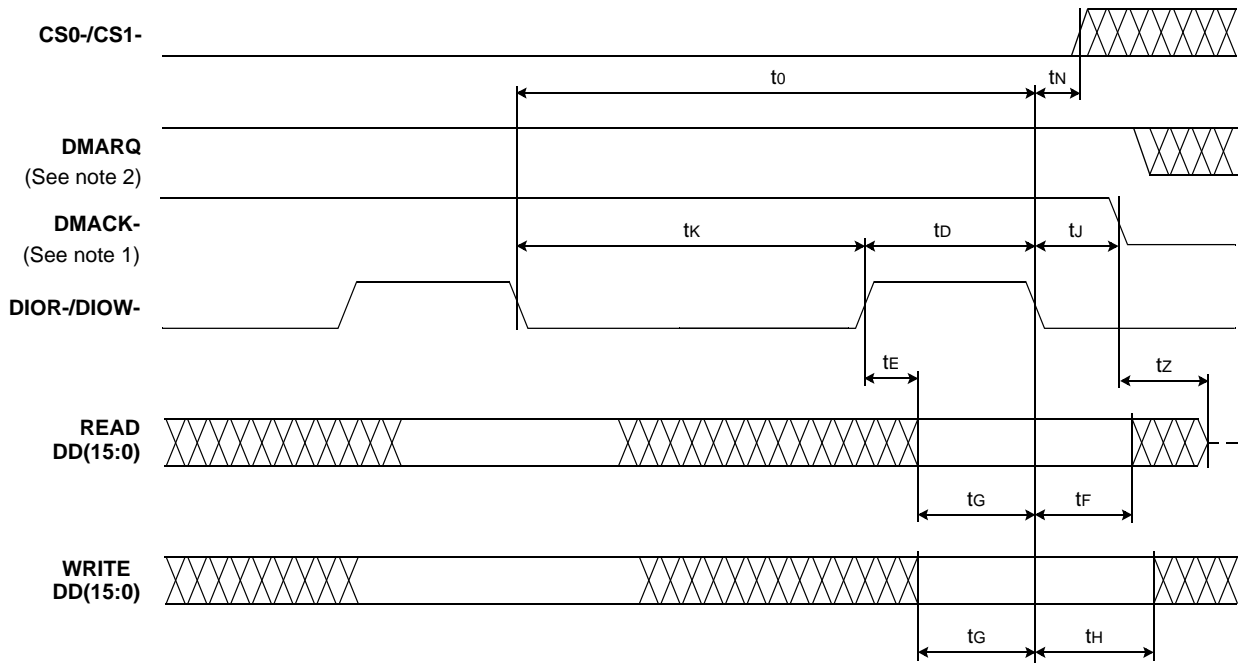 CS0-/CS1-
t0
tN
DMARQ
(See note 2)
DMACK-
(See note 1)
tK
tD
tJ
DIOR-/DIOW-
tE
tZ
READ
DD(15:0)
tG
tF
WRITE
DD(15:0)
tG
tH